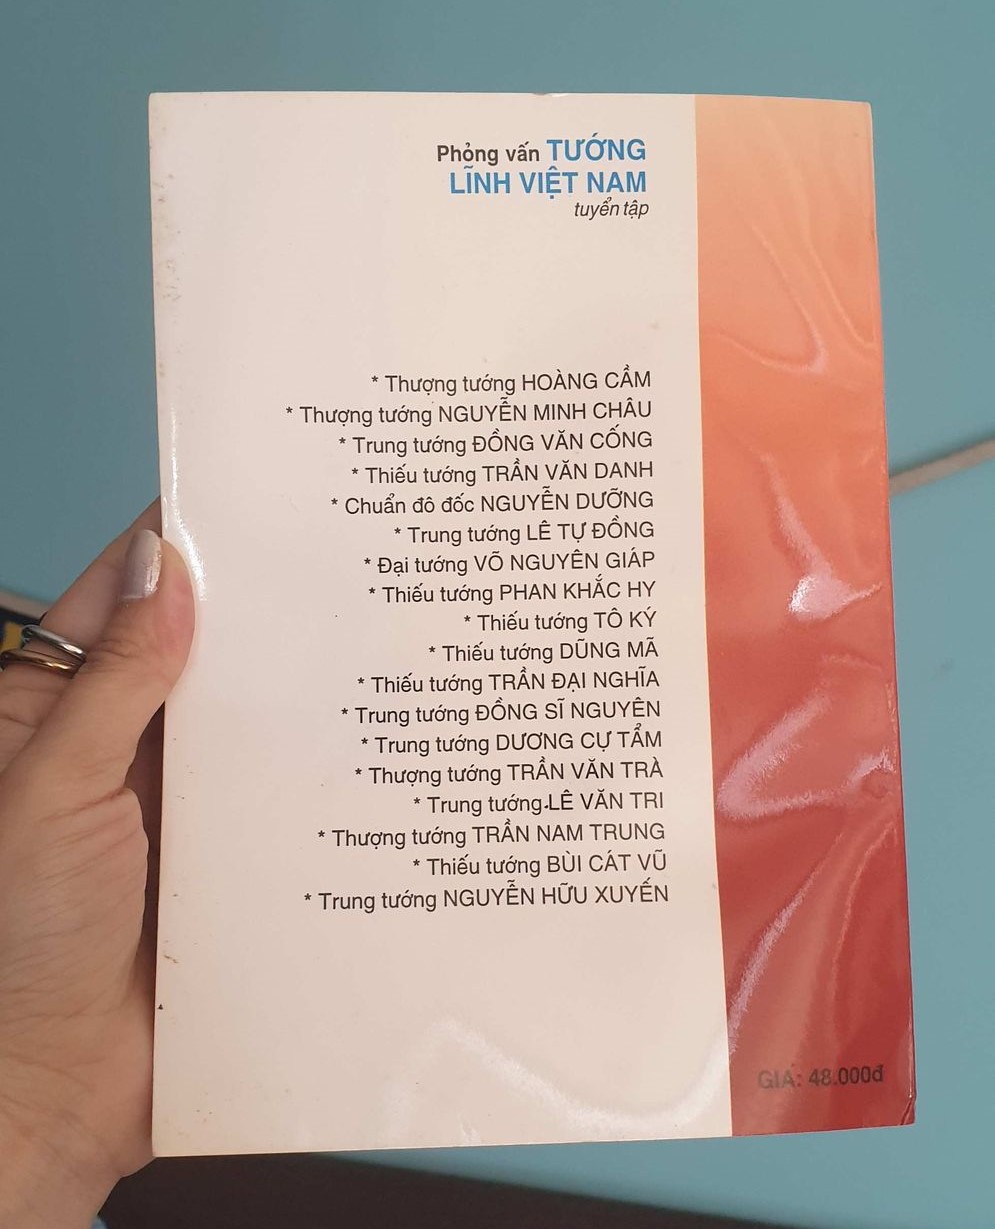 Phỏng vấn TƯỚNG
LĨNH VIỆT NAM
tuyển tập
* Thượng tướng HOÀNG CẦM
* Thượng tướng NGUYỄN MINH CHÂU
* Trung tướng ĐỒNG VĂN CỐNG
* Thiếu tướng TRẦN VĂN DANH
* Chuẩn đô đốc NGUYỄN DƯỠNG
* Trung tướng LÊ TỰ ĐỒNG
* Đại tướng VÕ NGUYÊN GIÁP
* Thiếu tướng PHAN KHẮC HY
* Thiếu tướng TÔ KÝ
* Thiếu tướng DŨNG MÃ
* Thiếu tướng TRẦN ĐẠI NGHĨA
* Trung tướng ĐỒNG SĨ NGUYÊN
* Trung tướng DƯƠNG CỰ TẨM
* Thượng tướng TRẦN VĂN TRÀ
* Trung tướng LÊ VĂN TRI
* Thượng tướng TRẦN NAM TRUNG
* Thiếu tướng BÙI CÁT VŨ
* Trung tướng NGUYỄN HỮU XUYẾN
GIÁ: 48.000đ